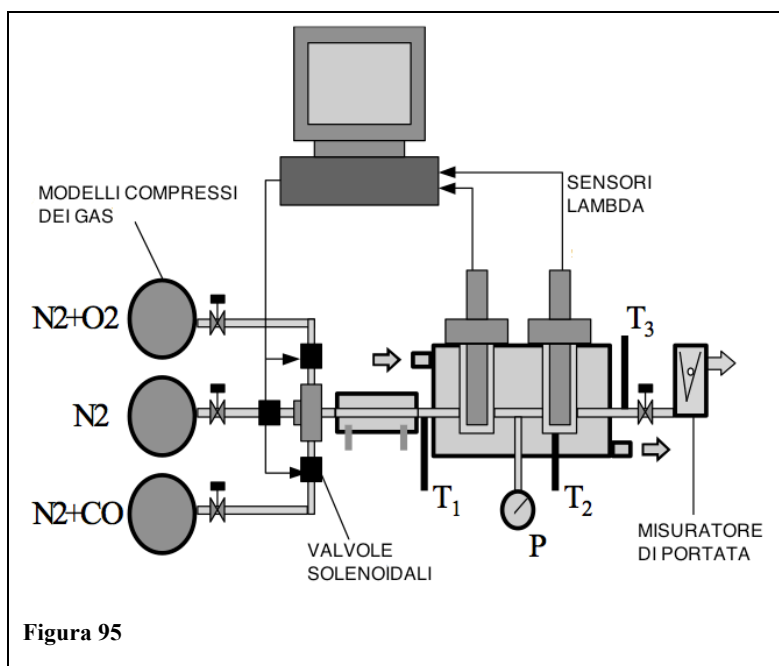 MODELLI COMPRESSI
DEI GAS
SENSORI
LAMBDA
N2+O2
N2
N2+CO
T3
T1
T2
P
VALVOLE
SOLENOIDALI
MISURATORE
DI PORTATA
Figura 95